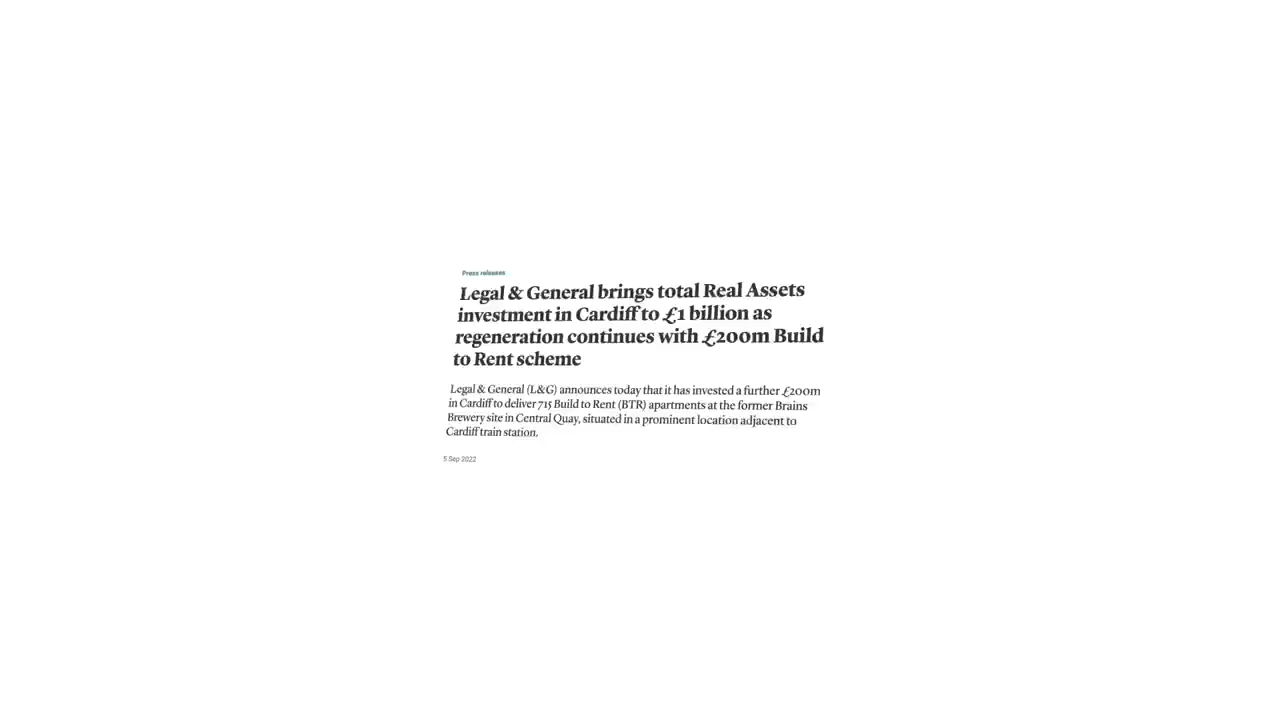 Press releases
Legal & General brings total Real Assets
investment in Cardiff to £1 billion as
regeneration continues with £200m Build
to Rent scheme
Legal & General (L&G) announces today that it has invested a further £200m
in Cardiff to deliver 715 Build to Rent (BTR) apartments at the former Brains
Brewery site in Central Quay, situated in a prominent location adjacent to
Cardiff train station.
5 Sep 2022